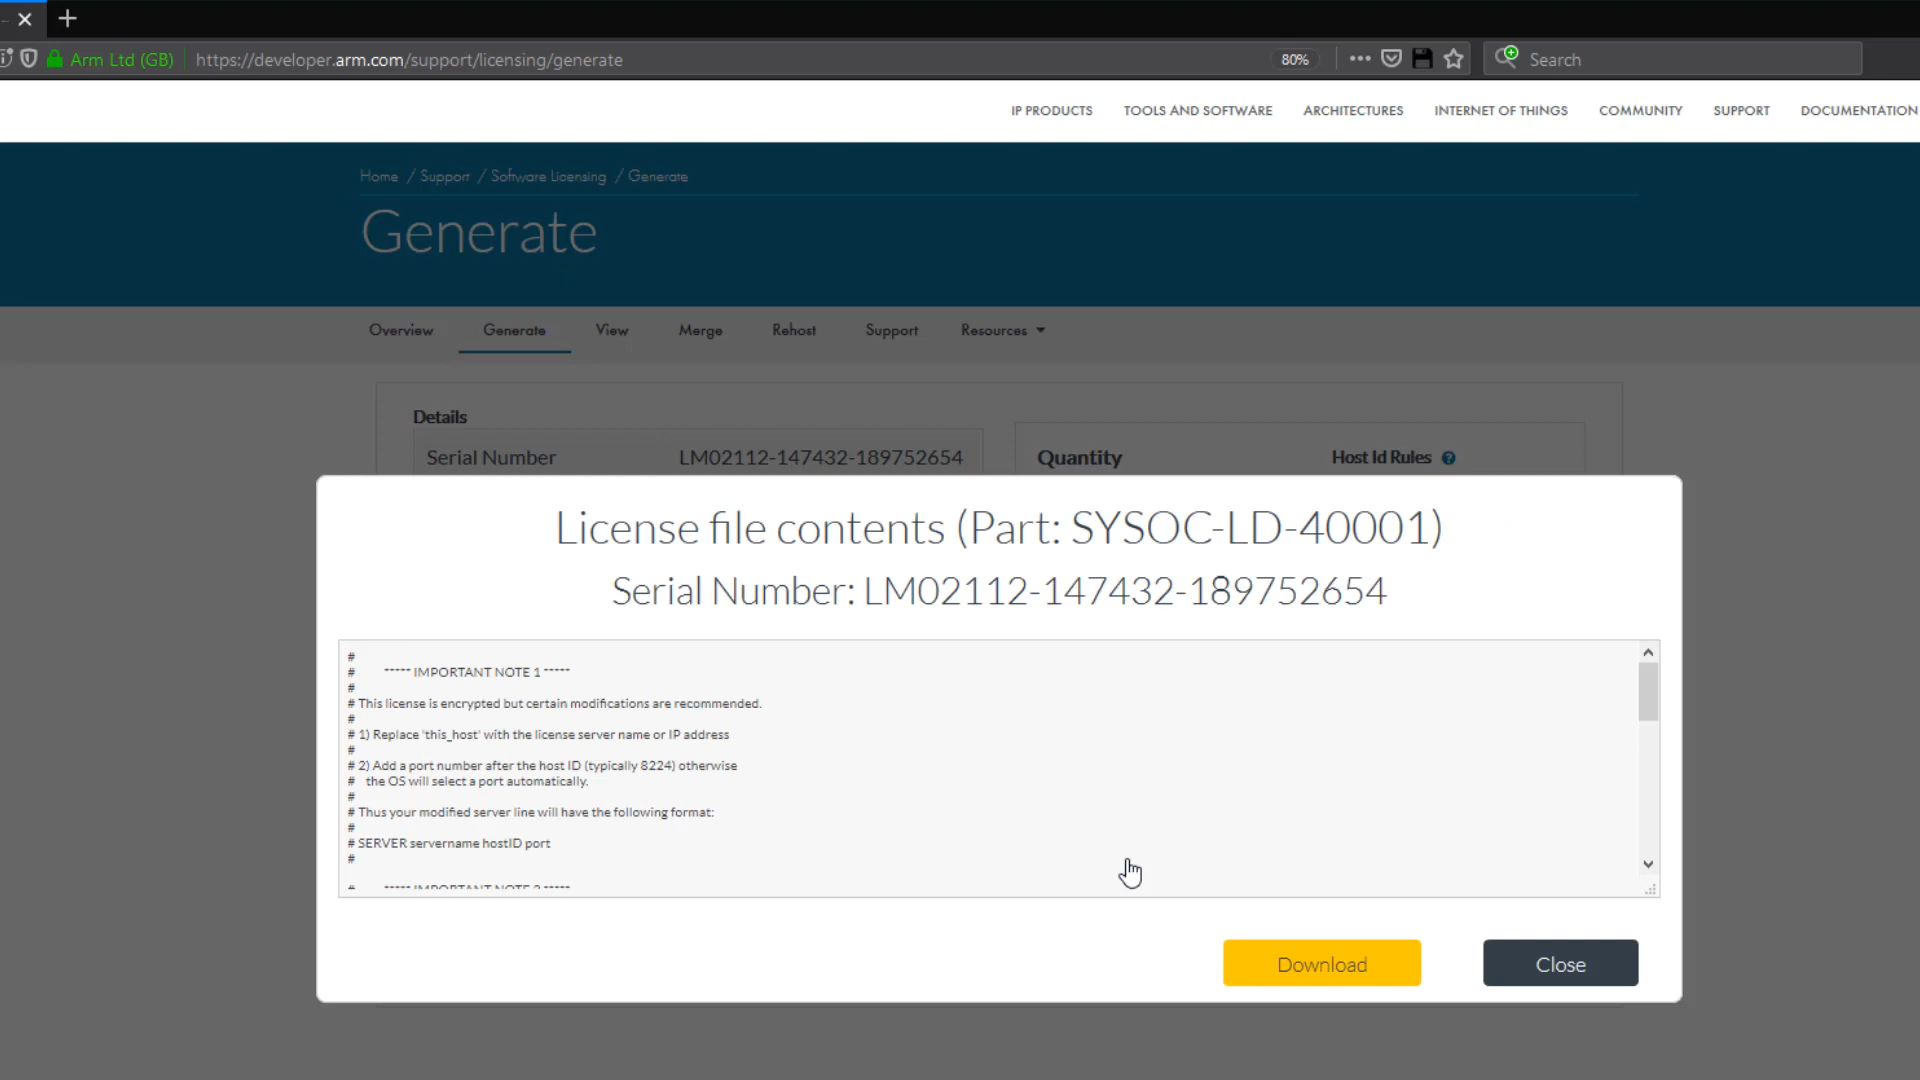 Arm Ltd (GB)
https://developer.arm.com/support/licensing/generate
80%
Search
IP PRODUCTS
TOOLS AND SOFTWARE
ARCHITECTURES
INTERNET OF THINGS
COMMUNITY
SUPPORT
DOCUMENTATION
Home / Support / Software Licensing / Generate
Generate
Overview
Generate
View
Merge
Rehost
Support
Resources
Details
Serial Number LM02112-147432-189752654
Quantity
Host Id Rules ?
License file contents (Part: SYSOC-LD-40001)
Serial Number: LM02112-147432-189752654
#
# ----- IMPORTANT NOTE 1 -----
#
# This license is encrypted but certain modifications are recommended.
#
# 1) Replace 'this_host' with the license server name or IP address
#
# 2) Add a port number after the host ID (typically 8224) otherwise
# the OS will select a port automatically.
#
# Thus your modified server line will have the following format:
#
# SERVER servername hostID port
#
# ----- IMPORTANT NOTE 2 -----
Download
Close